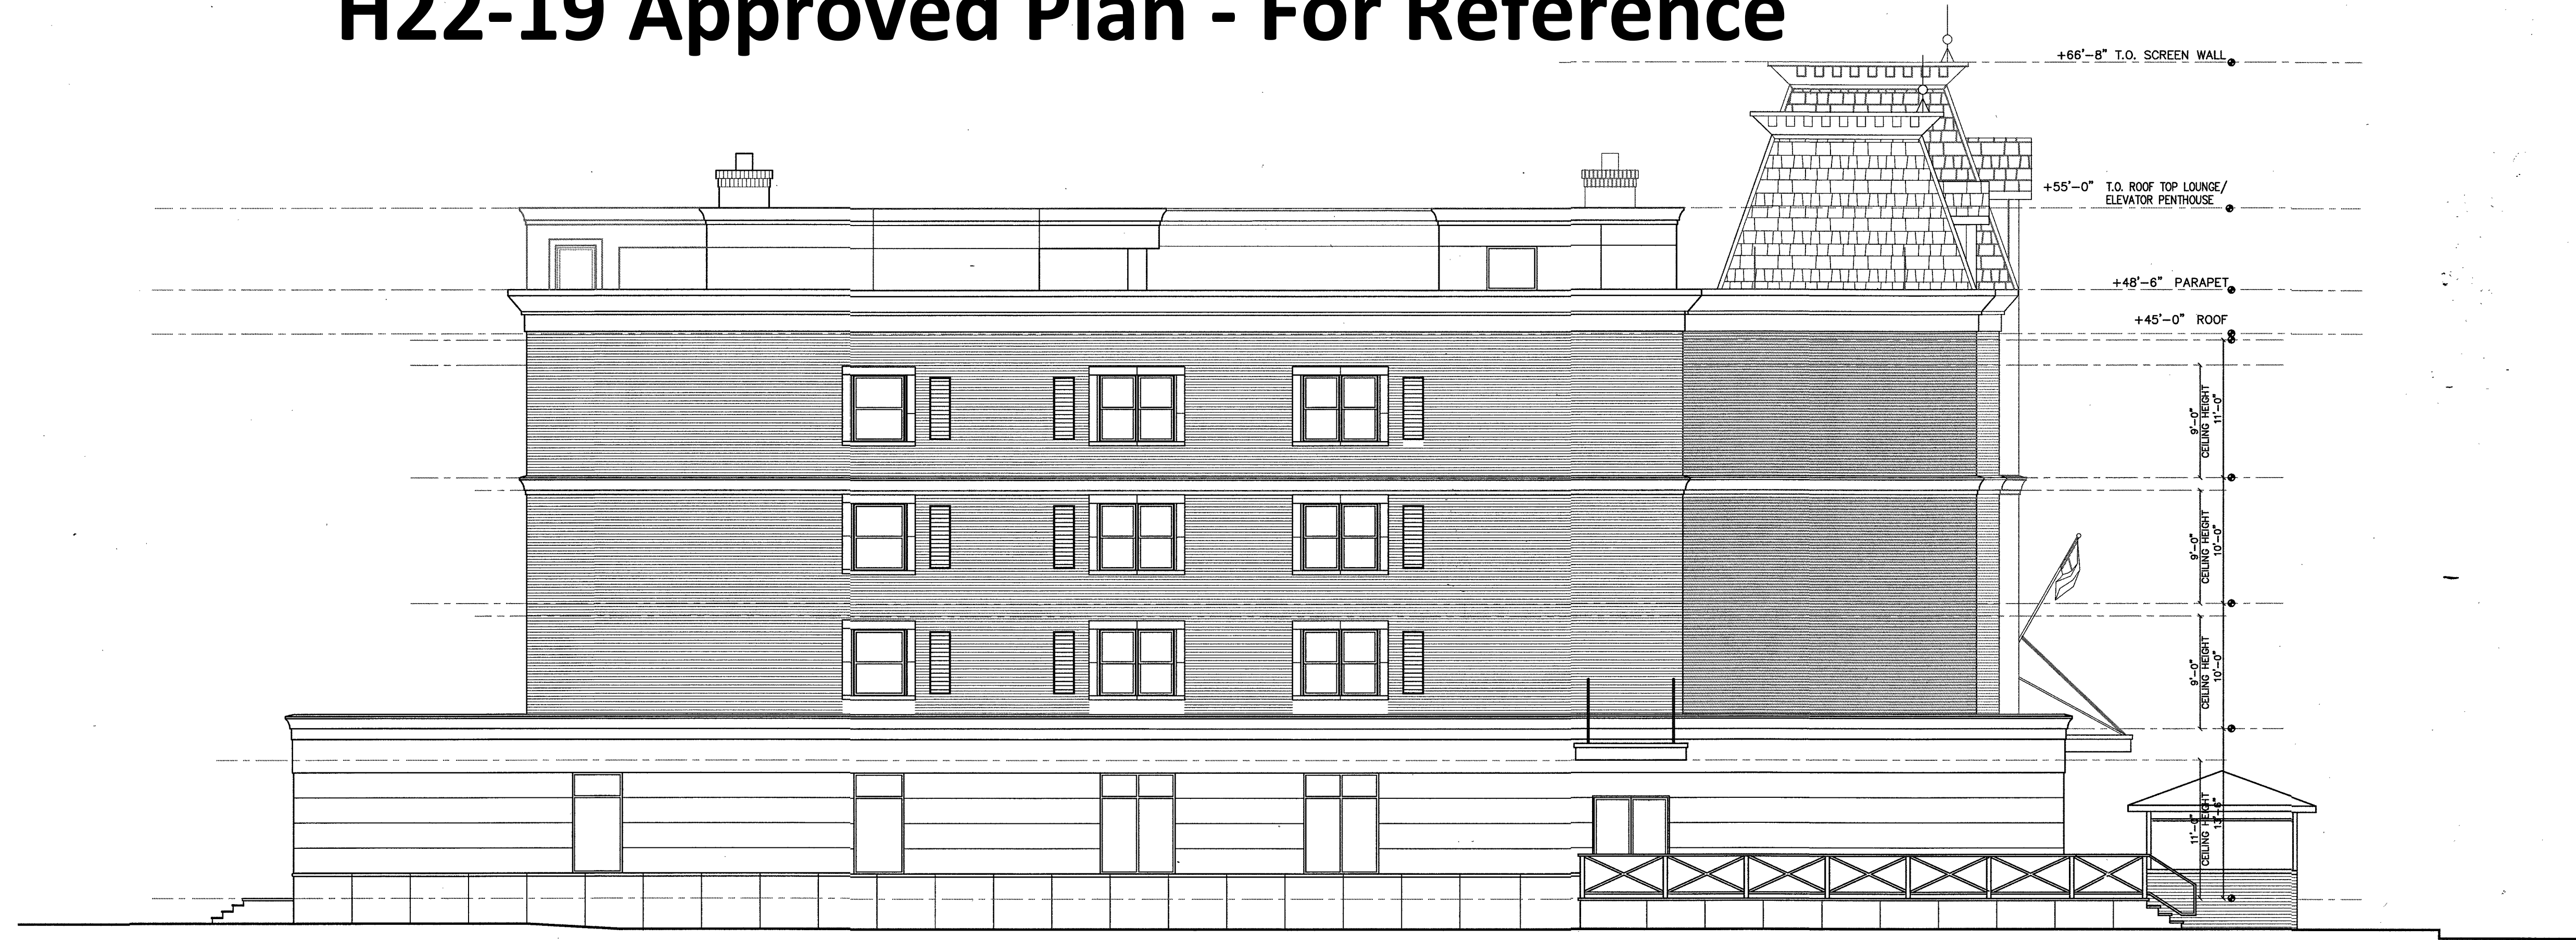 H22-19 Approved Plan - For Reference
+66'-8" T.O. SCREEN WALL
+55'-0" T.O. ROOF TOP LOUNGE/
ELEVATOR PENTHOUSE
+48'-6" PARAPET
+45'-0" ROOF
9'-0"
CEILING HEIGHT
11'-0"
9'-0"
CEILING HEIGHT
10'-0"
9'-0"
CEILING HEIGHT
10'-0"
11'-0"
CEILING HEIGHT
13'-6"